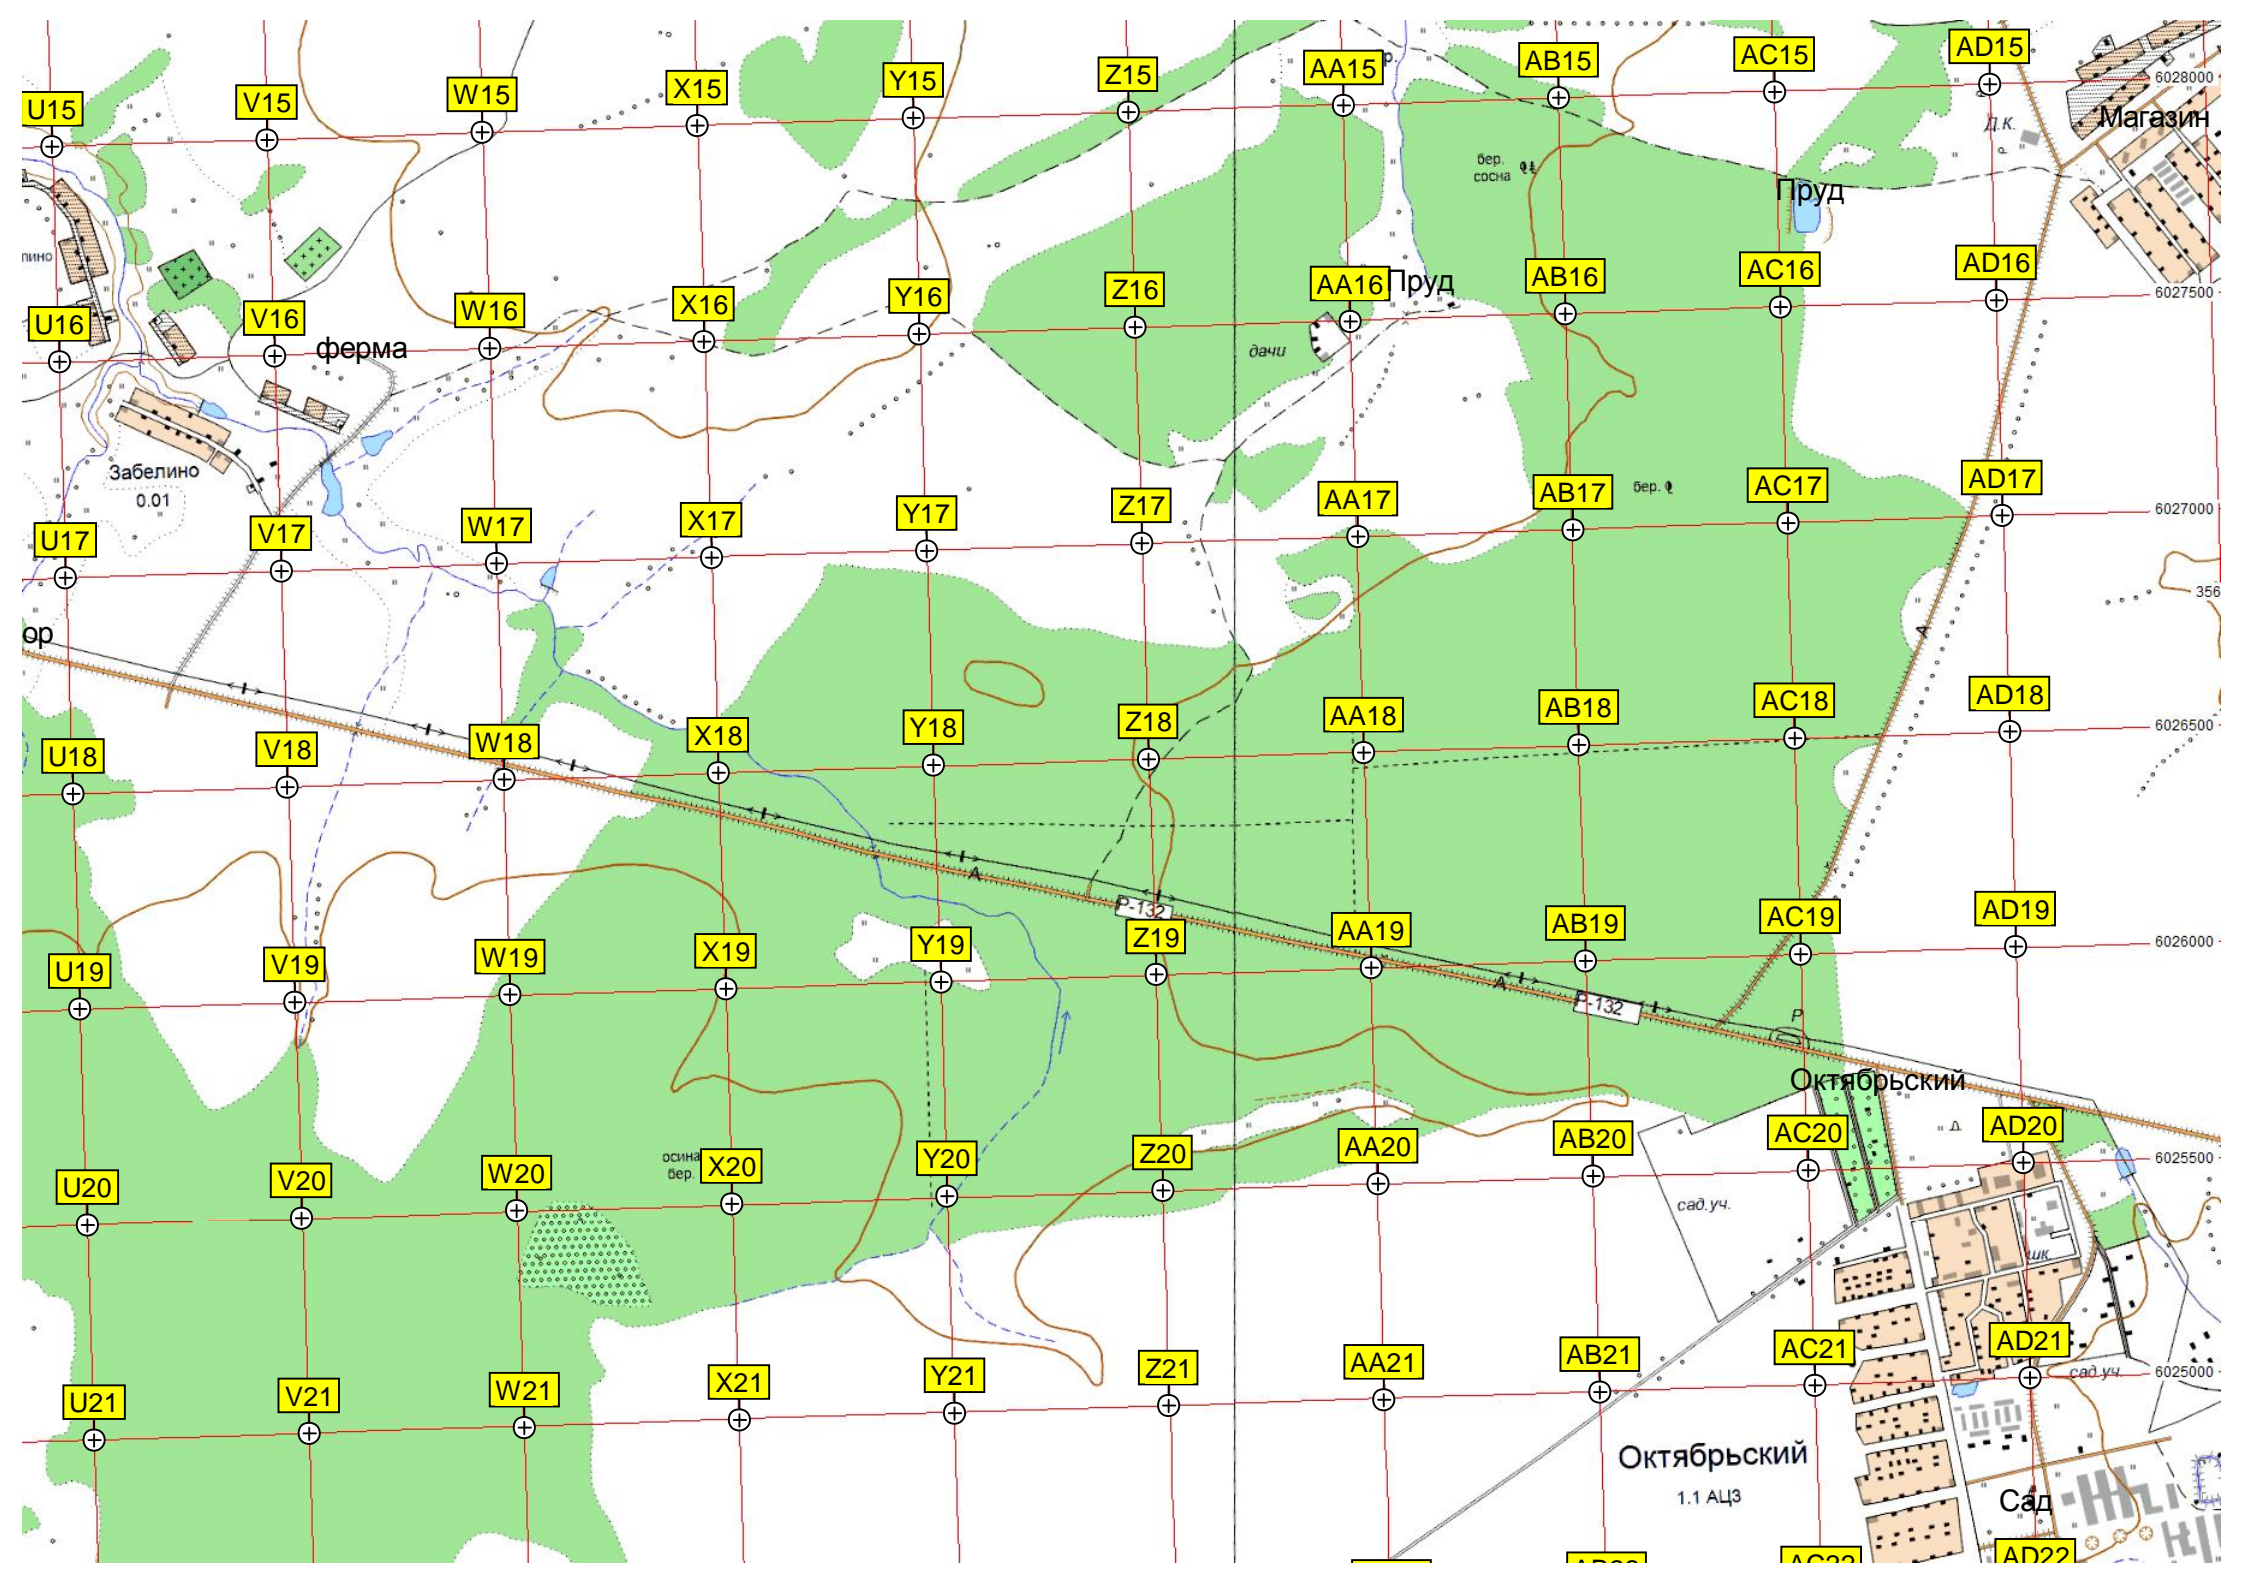 AD15
AC15
AB15
AA15
Z15
Y15
X15
W15
V15
U15
р.
6028000
Магазин
Д.К.
бер.
сосна
Пруд
AD16
AC16
AB16
AA16
Пруд
Z16
Y16
X16
W16
V16
U16
6027500
ферма
дачи
Забелино
0.01
AD17
AC17
AB17
бер.
AA17
Z17
Y17
X17
W17
V17
U17
6027000
356
ор
А
AD18
AC18
AB18
AA18
Z18
Y18
X18
W18
V18
U18
6026500
А
Р-132
AD19
AC19
AB19
AA19
Z19
Y19
X19
W19
V19
U19
6026000
А
Р-132
Р
Октябрьский
AD20
AC20
AB20
AA20
Z20
Y20
осина
бер.
X20
W20
V20
U20
6025500
сад.уч.
шк.
AD21
AC21
AB21
AA21
Z21
Y21
X21
W21
V21
U21
6025000
сад.уч.
Октябрьский
1.1 АЦЗ
Сад
AD22